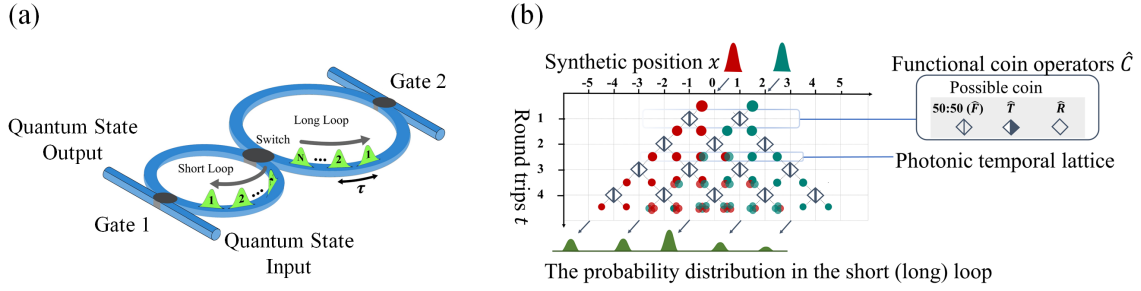 (a)
Gate 2
Long Loop
Quantum State
Output
Switch
N ... 2 1
Short Loop
τ
1 2 ...
Gate 1
Quantum State
Input
(b)
Synthetic position x
Functional coin operators Ĉ
Possible coin
50:50 (F̂) T̂ R̂
-5 -4 -3 -2 -1 0 1 2 3 4 5
1
2
3
4
Round trips t
Photonic temporal lattice
The probability distribution in the short (long) loop